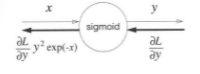 x
y
sigmoid
∂L/∂y y² exp(-x)
∂L/∂y